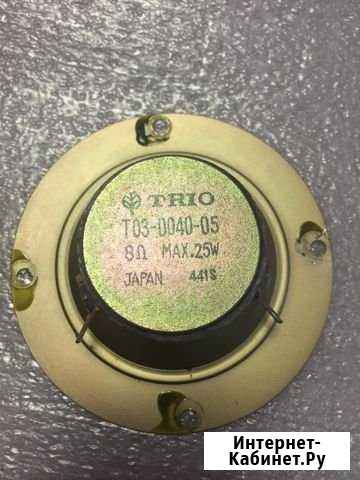 TRIO
T03-0040-05
8Ω MAX.25W
JAPAN 441S
Интернет-
Кабинет.Ру